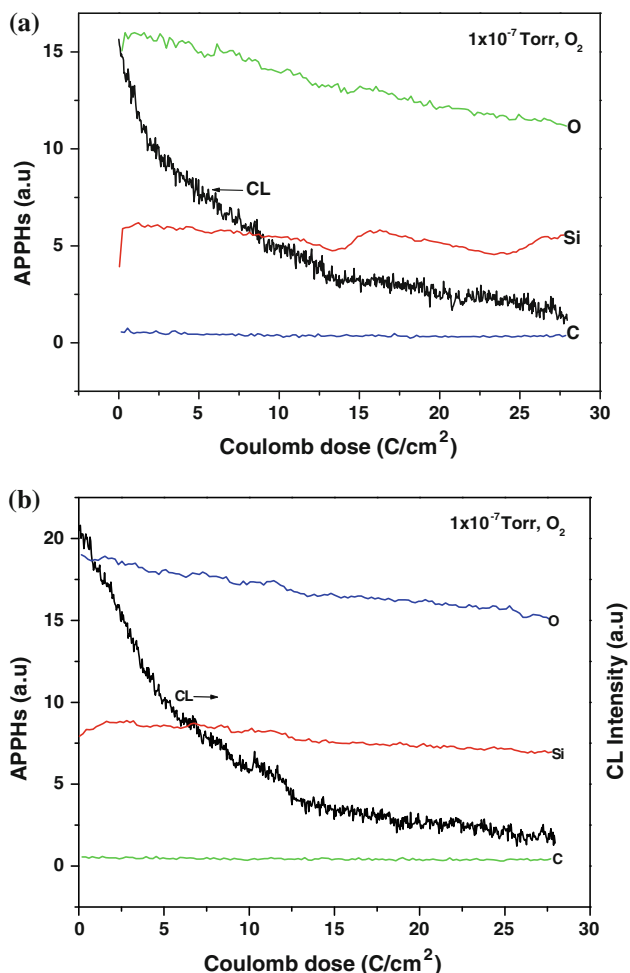 (a)
1x10⁻⁷ Torr, O₂
15
10
5
0
APPHs (a.u)
O
CL
Si
C
0 5 10 15 20 25 30
Coulomb dose (C/cm²)
(b)
1x10⁻⁷Torr, O₂
20
15
10
5
0
APPHs (a.u)
O
CL
Si
C
CL Intensity (a.u)
0 5 10 15 20 25 30
Coulomb dose (C/cm²)